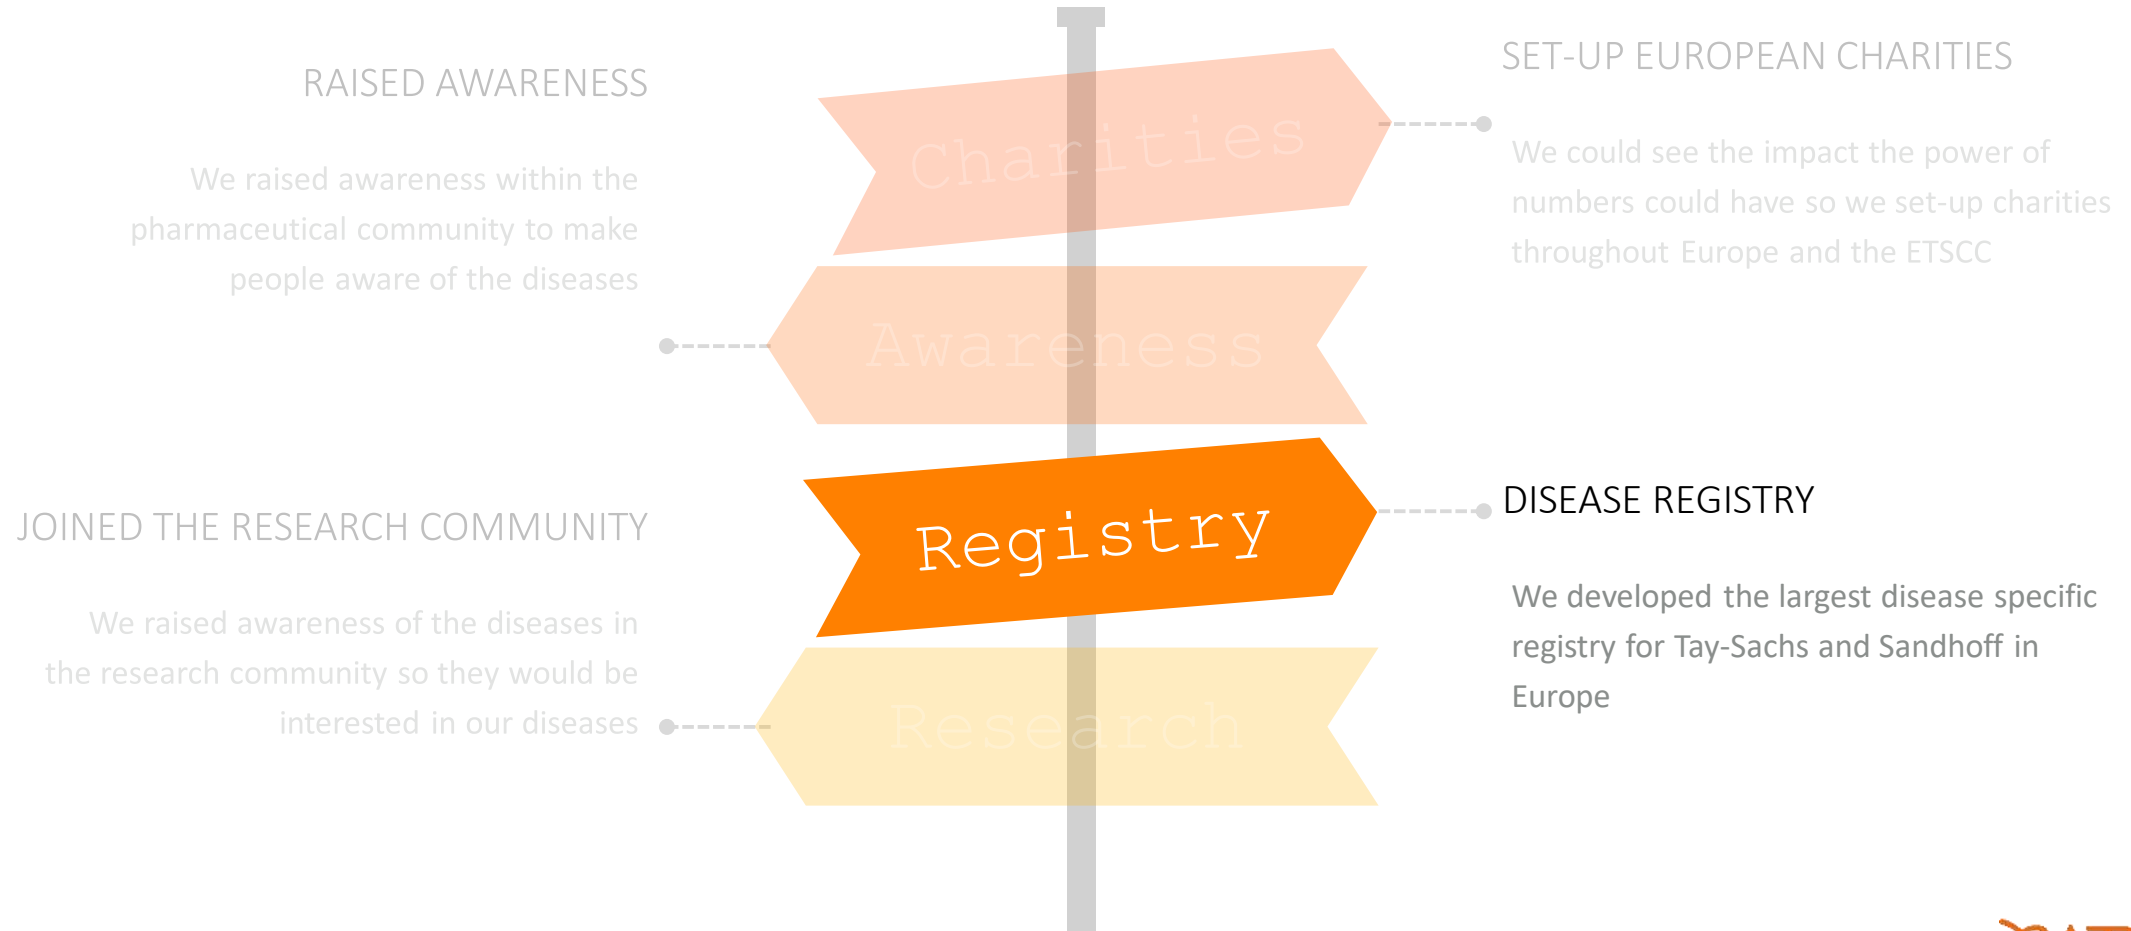 RAISED AWARENESS
We raised awareness within the
pharmaceutical community to make
people aware of the diseases
SET-UP EUROPEAN CHARITIES
We could see the impact the power of
numbers could have so we set-up charities
throughout Europe and the ETSCC
Charities
Awareness
Registry
Research
JOINED THE RESEARCH COMMUNITY
We raised awareness of the diseases in
the research community so they would be
interested in our diseases
DISEASE REGISTRY
We developed the largest disease specific
registry for Tay-Sachs and Sandhoff in
Europe